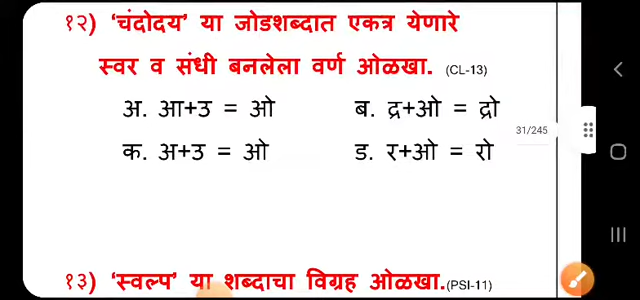 १२) 'चंदोदय' या जोडशब्दात एकत्र येणारे
स्वर व संधी बनलेला वर्ण ओळखा. (CL-13)
अ. आ+उ = ओ ब. द्र+ओ = द्रो
31/245
क. अ+उ = ओ ड. र+ओ = रो
१३) 'स्वल्प' या शब्दाचा विग्रह ओळखा.(PSI-11)